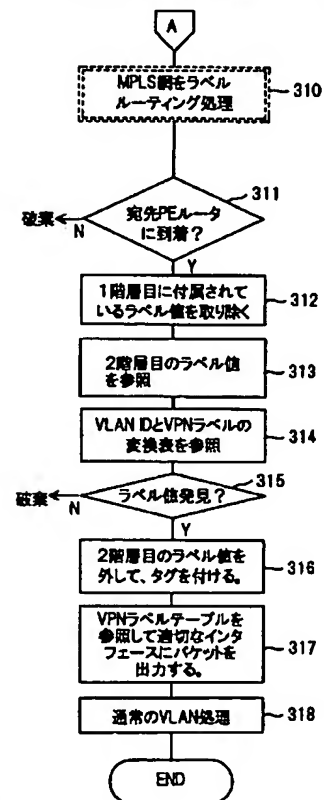 A
MPLS網をラベル
ルーティング処理
310
311
宛先PEルータ
に到着?
破棄
N
Y
1階層目に付属されて
いるラベル値を取り除く
312
2階層目のラベル値
を参照
313
VLAN IDとVPNラベルの
変換表を参照
314
315
ラベル値発見?
破棄
N
Y
2階層目のラベル値を
外して、タグを付ける。
316
VPNラベルテーブルを
参照して適切なインタ
フェースにパケットを
出力する。
317
通常のVLAN処理
318
END